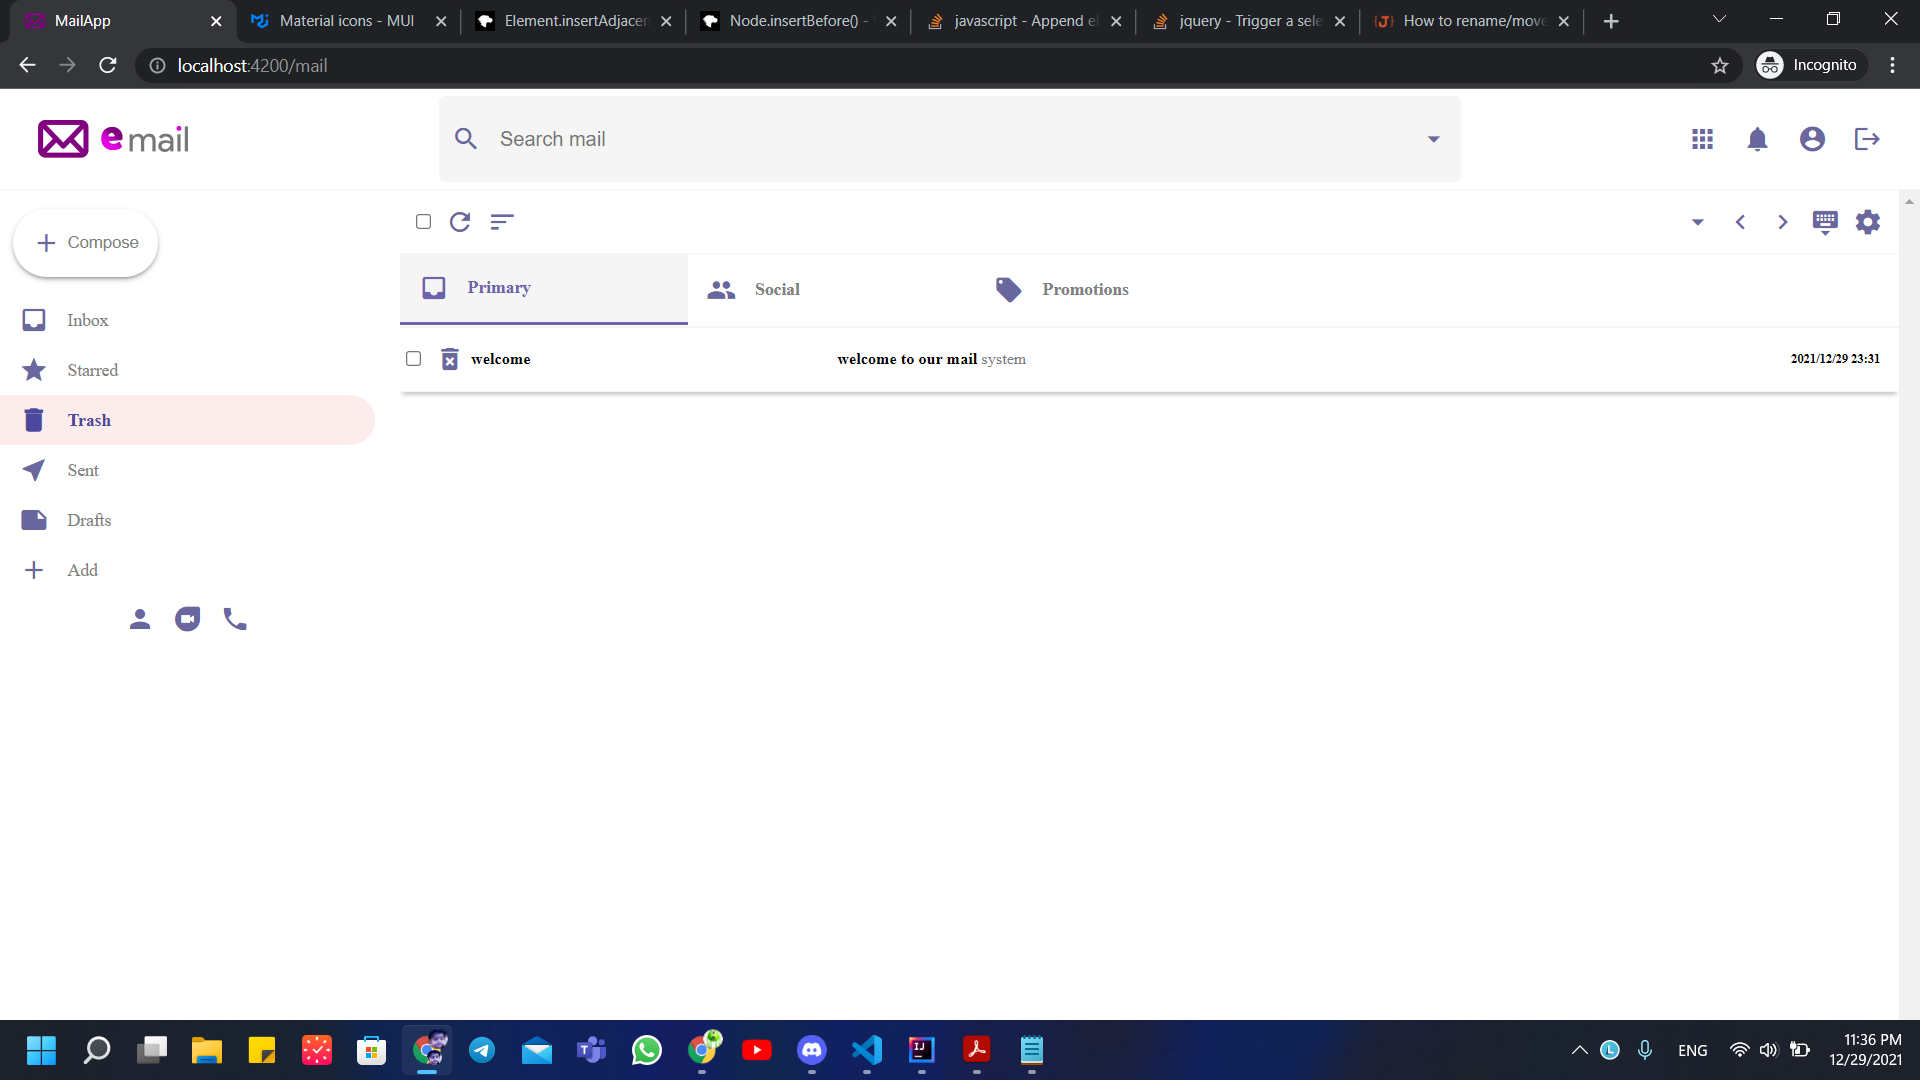 MailApp
Material icons - MUI
Element.insertAdjacen
Node.insertBefore() -
javascript - Append el
jquery - Trigger a sele
How to rename/move
localhost:4200/mail
Incognito
email
Search mail
Compose
Inbox
Starred
Trash
Sent
Drafts
Add
Primary
Social
Promotions
welcome
welcome to our mail system
2021/12/29 23:31
ENG
11:36 PM
12/29/2021